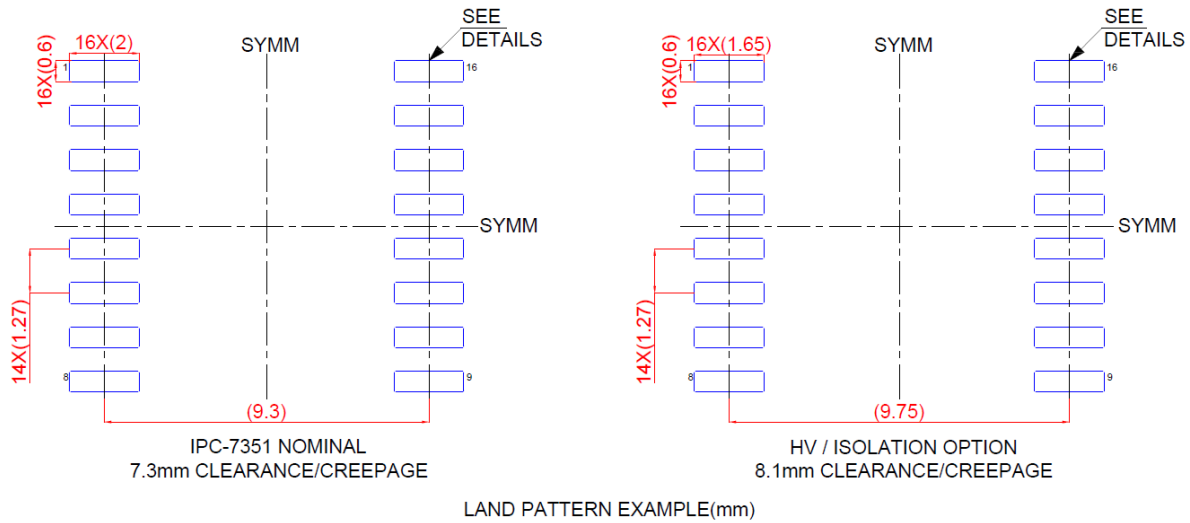 SEE
DETAILS
16X(2)
SYMM
16X(0.6)
1
16
SYMM
14X(1.27)
8
9
(9.3)
IPC-7351 NOMINAL
7.3mm CLEARANCE/CREEPAGE
SEE
DETAILS
16X(1.65)
SYMM
16X(0.6)
1
16
SYMM
14X(1.27)
8
9
(9.75)
HV / ISOLATION OPTION
8.1mm CLEARANCE/CREEPAGE
LAND PATTERN EXAMPLE(mm)